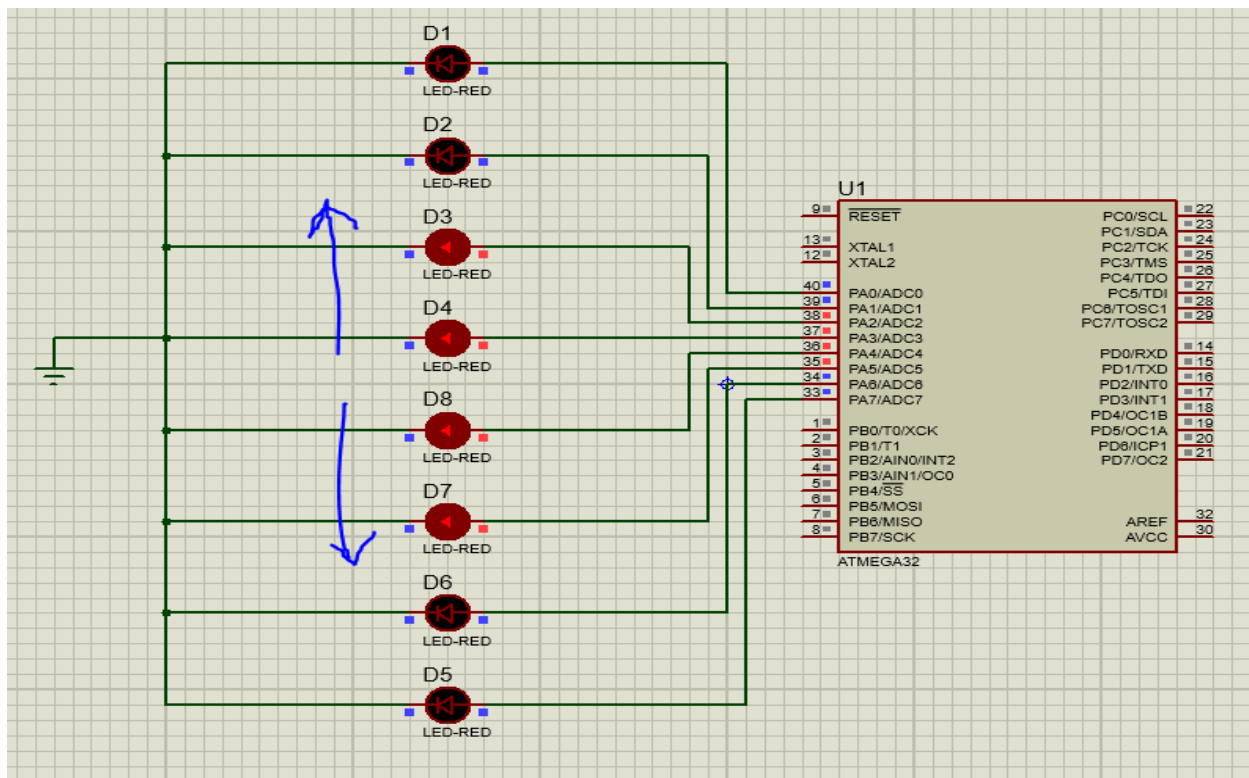 D1
LED-RED
D2
LED-RED
D3
LED-RED
D4
LED-RED
D8
LED-RED
D7
LED-RED
D6
LED-RED
D5
LED-RED
U1
9 RESET
13 XTAL1
12 XTAL2
40 PA0/ADC0
39 PA1/ADC1
38 PA2/ADC2
37 PA3/ADC3
36 PA4/ADC4
35 PA5/ADC5
34 PA6/ADC6
33 PA7/ADC7
1 PB0/T0/XCK
2 PB1/T1
3 PB2/AIN0/INT2
4 PB3/AIN1/OC0
5 PB4/SS
6 PB5/MOSI
7 PB6/MISO
8 PB7/SCK
PC0/SCL 22
PC1/SDA 23
PC2/TCK 24
PC3/TMS 25
PC4/TDO 26
PC5/TDI 27
PC6/TOSC1 28
PC7/TOSC2 29
PD0/RXD 14
PD1/TXD 15
PD2/INT0 16
PD3/INT1 17
PD4/OC1B 18
PD5/OC1A 19
PD6/ICP1 20
PD7/OC2 21
AREF 32
AVCC 30
ATMEGA32